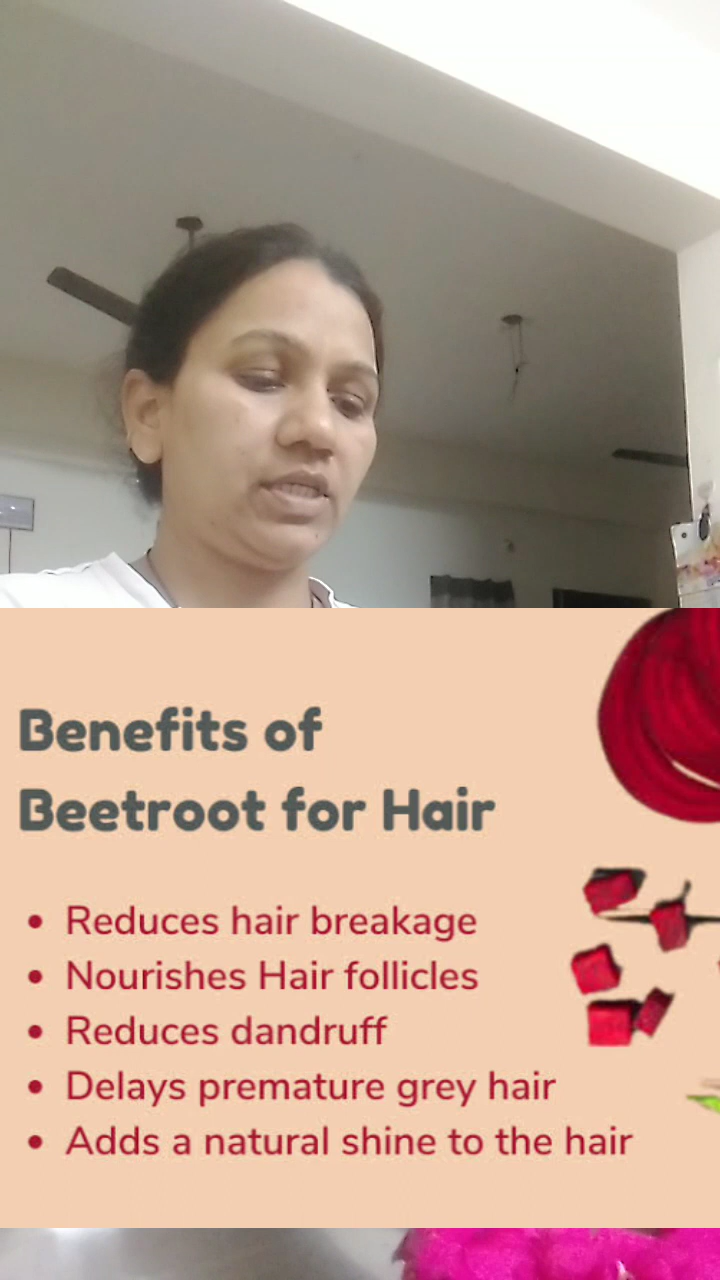 Benefits of
Beetroot for Hair
• Reduces hair breakage
• Nourishes Hair follicles
• Reduces dandruff
• Delays premature grey hair
• Adds a natural shine to the hair